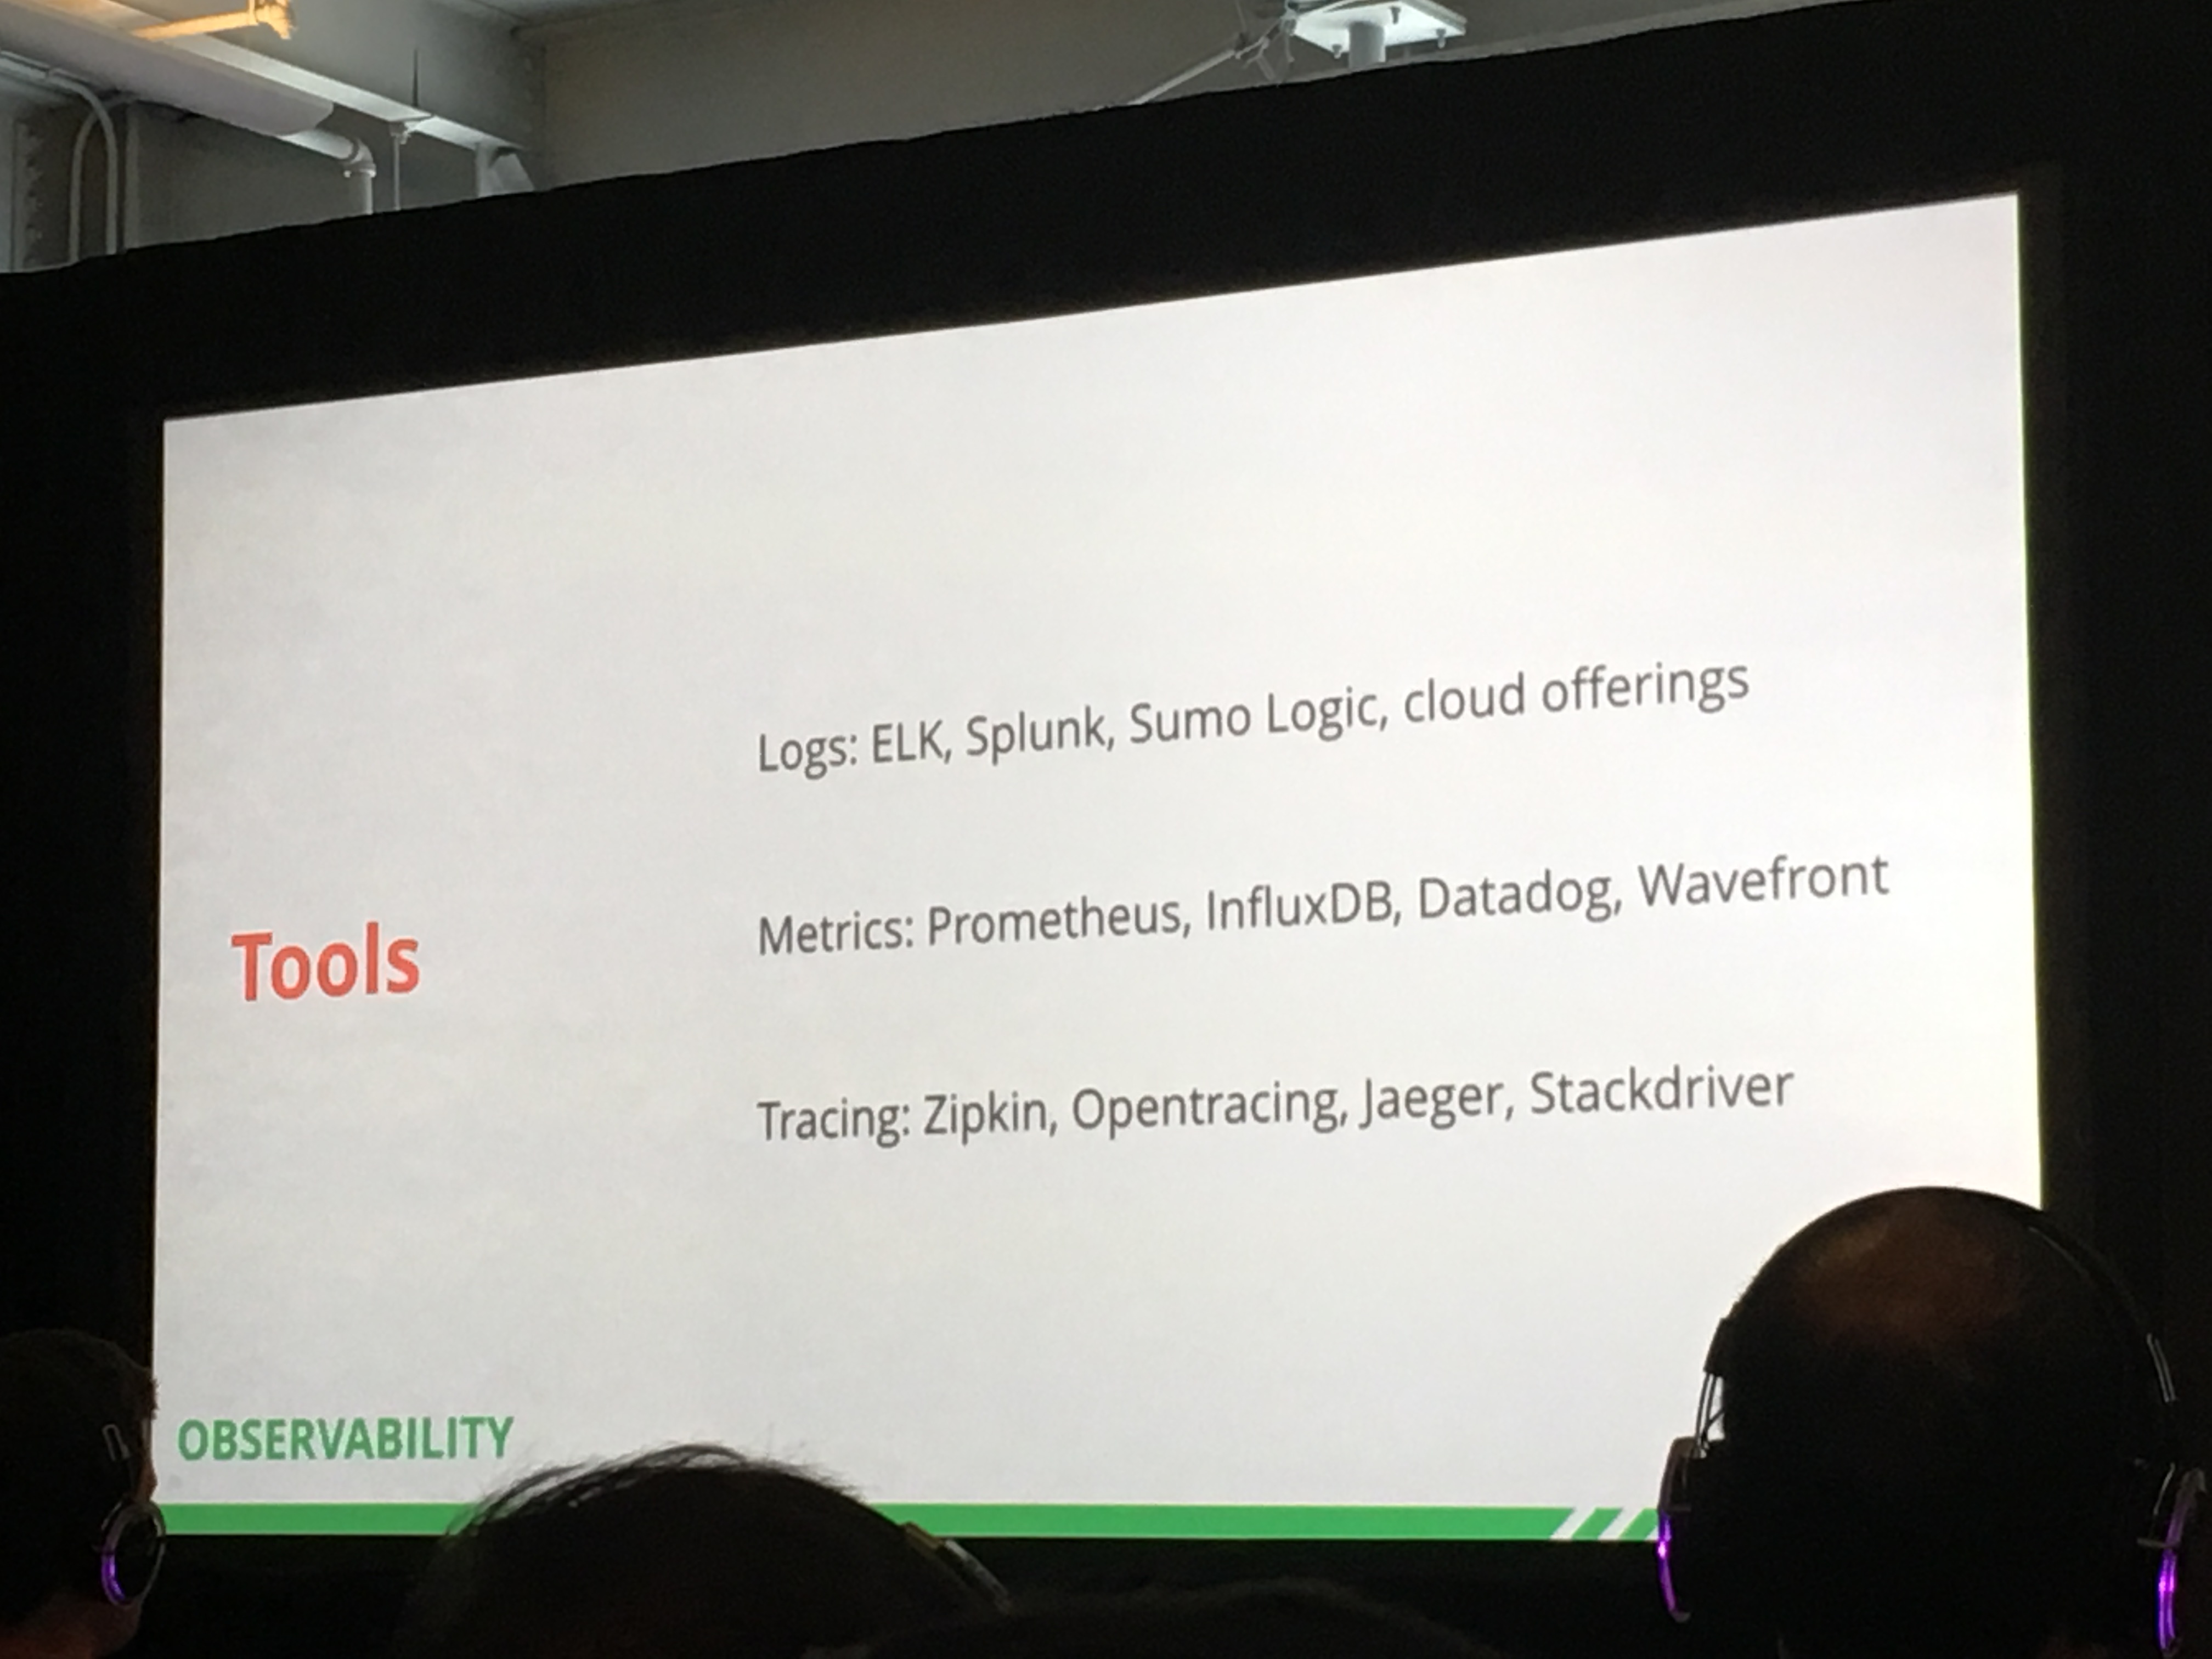 Logs: ELK, Splunk, Sumo Logic, cloud offerings
Metrics: Prometheus, InfluxDB, Datadog, Wavefront
Tools
Tracing: Zipkin, Opentracing, Jaeger, Stackdriver
OBSERVABILITY